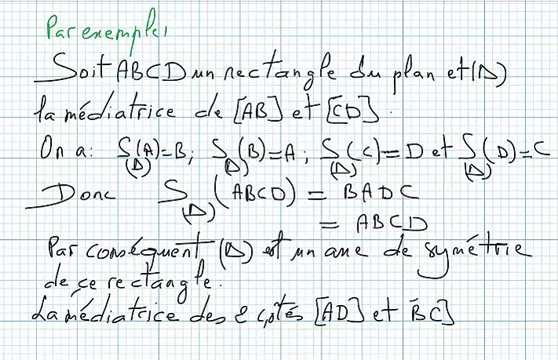 Par exemple,
Soit ABCD un rectangle du plan et (Δ)
la médiatrice de [AB] et [CD].
On a: S(Δ)(A)=B; S(Δ)(B)=A; S(Δ)(C)=D et S(Δ)(D)=C
Donc S(Δ)(ABCD) = BADC
= ABCD
Par conséquent, (Δ) est un axe de symétrie
de ce rectangle.
La médiatrice des 2 côtés [AD] et BC]